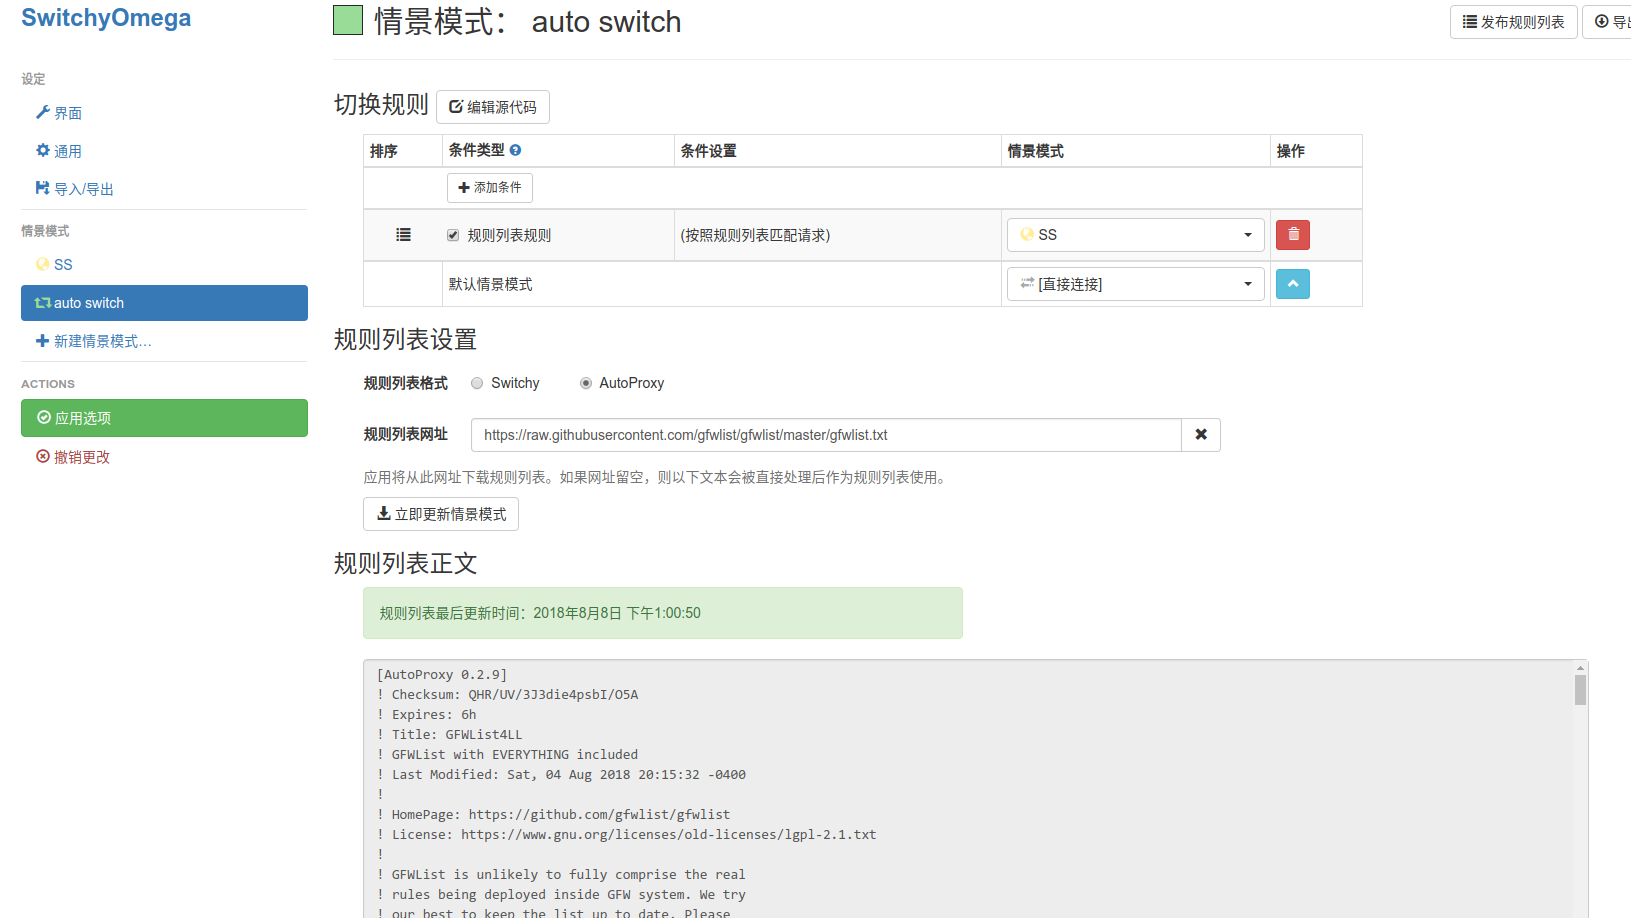 SwitchyOmega
设定
界面
通用
导入/导出
情景模式
SS
auto switch
新建情景模式…
ACTIONS
应用选项
撤销更改
情景模式： auto switch
发布规则列表
切换规则 编辑源代码
排序 条件类型 条件设置 情景模式 操作
添加条件
规则列表规则 (按照规则列表匹配请求) SS
默认情景模式 [直接连接]
规则列表设置
规则列表格式 Switchy AutoProxy
规则列表网址 https://raw.githubusercontent.com/gfwlist/gfwlist/master/gfwlist.txt
应用将从此网址下载规则列表。如果网址留空，则以下文本会被直接处理后作为规则列表使用。
立即更新情景模式
规则列表正文
规则列表最后更新时间：2018年8月8日 下午1:00:50
[AutoProxy 0.2.9]
! Checksum: QHR/UV/3J3die4psbI/O5A
! Expires: 6h
! Title: GFWList4LL
! GFWList with EVERYTHING included
! Last Modified: Sat, 04 Aug 2018 20:15:32 -0400
!
! HomePage: https://github.com/gfwlist/gfwlist
! License: https://www.gnu.org/licenses/old-licenses/lgpl-2.1.txt
!
! GFWList is unlikely to fully comprise the real
! rules being deployed inside GFW system. We try
! our best to keep the list up to date. Please